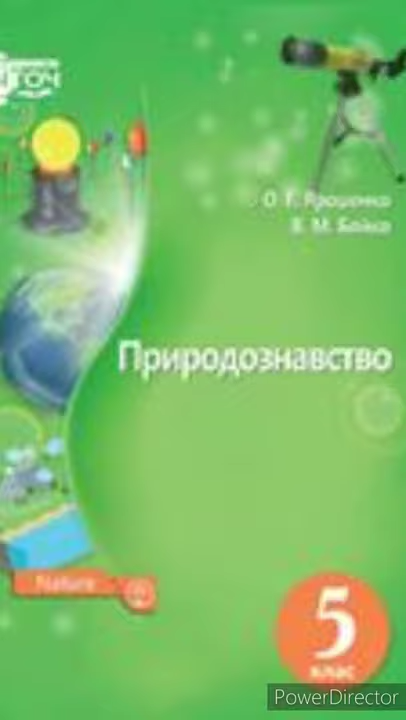 О. Г. Ярошенко
В. М. Бойко
Природознавство
Nature
5
клас
PowerDirector